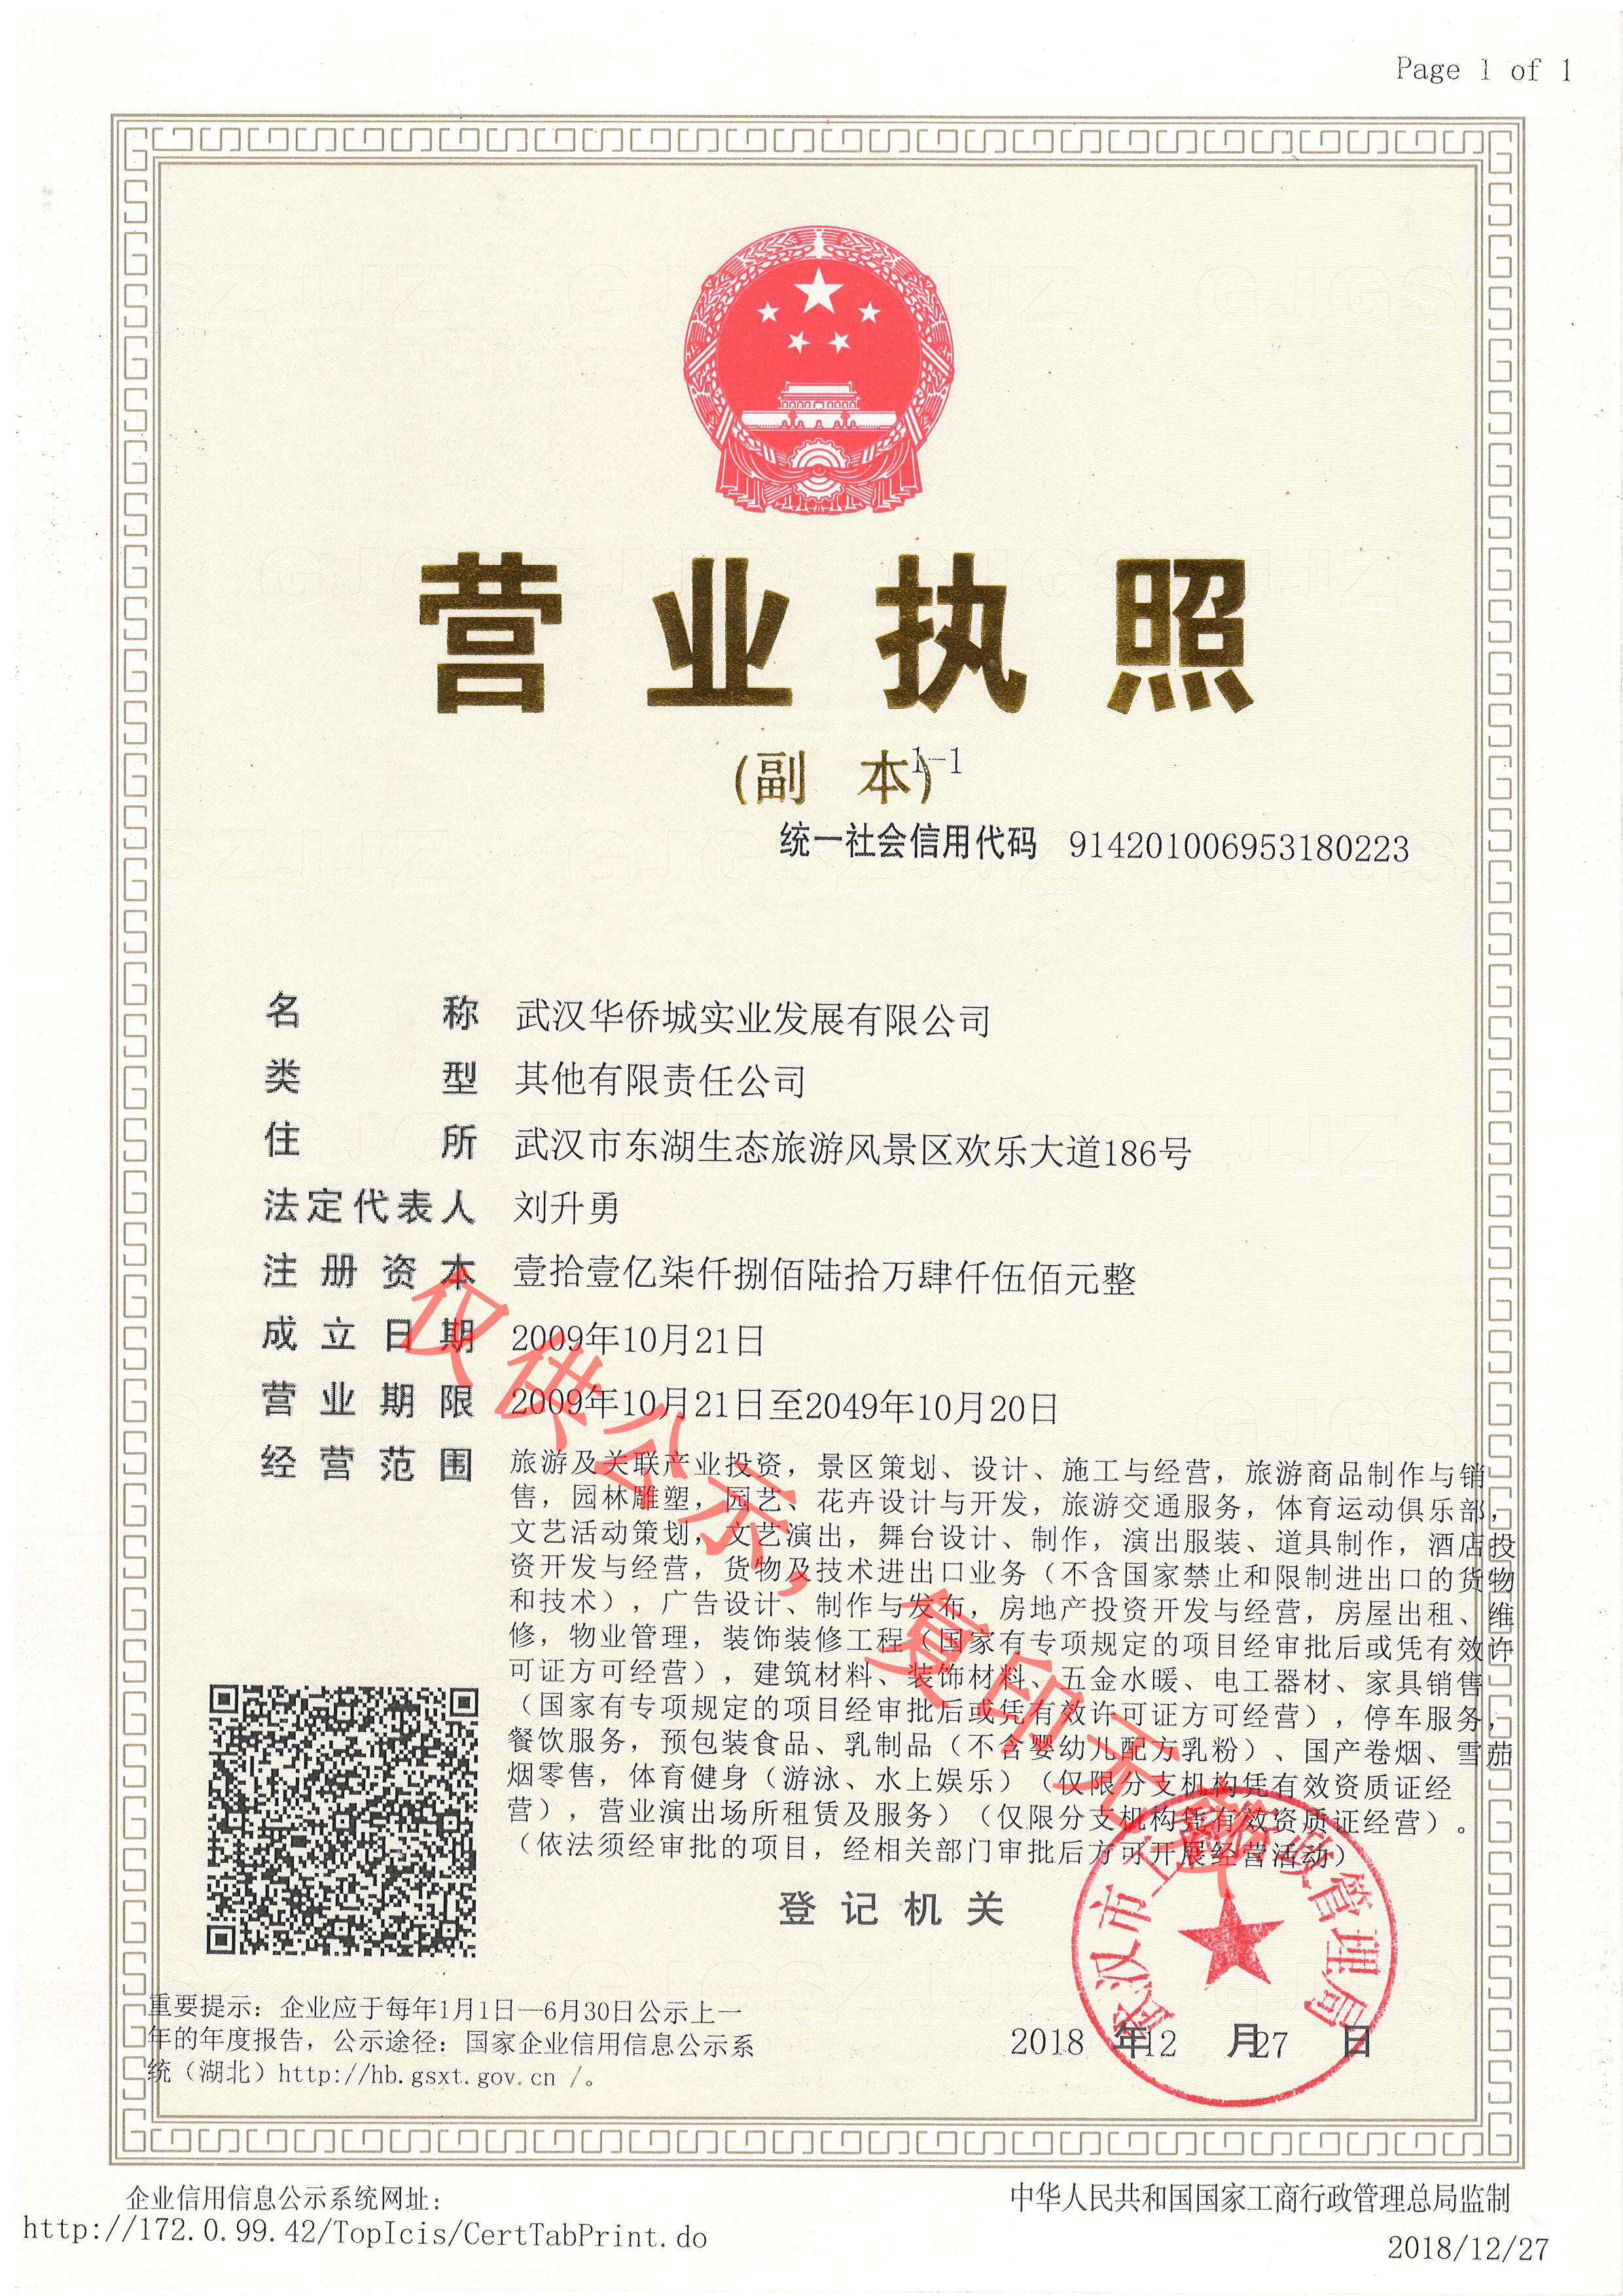 Page 1 of 1
营业执照
(副 本) 1-1
统一社会信用代码 914201006953180223
名称 武汉华侨城实业发展有限公司
类型 其他有限责任公司
住所 武汉市东湖生态旅游风景区欢乐大道186号
法定代表人 刘升勇
注册资本 壹拾壹亿柒仟捌佰陆拾万肆仟伍佰元整
成立日期 2009年10月21日
营业期限 2009年10月21日至2049年10月20日
经营范围 旅游及关联产业投资，景区策划、设计、施工与经营，旅游商品制作与销
售，园林雕塑，园艺、花卉设计与开发，旅游交通服务，体育运动俱乐部，
文艺活动策划，文艺演出，舞台设计、制作，演出服装、道具制作，酒店投
资开发与经营，货物及技术进出口业务（不含国家禁止和限制进出口的货物
和技术），广告设计、制作与发布，房地产投资开发与经营，房屋出租、维
修，物业管理，装饰装修工程（国家有专项规定的项目经审批后或凭有效许
可证方可经营），建筑材料、装饰材料、五金水暖、电工器材、家具销售
（国家有专项规定的项目经审批后或凭有效许可证方可经营），停车服务，
餐饮服务，预包装食品、乳制品（不含婴幼儿配方乳粉）、国产卷烟、雪茄
烟零售，体育健身（游泳、水上娱乐）（仅限分支机构凭有效资质证经
营），营业演出场所租赁及服务）（仅限分支机构凭有效资质证经营）。
（依法须经审批的项目，经相关部门审批后方可开展经营活动）
仅供公示，复印无效
登记机关
武汉市工商行政管理局
2018 年12 月27 日
重要提示：企业应于每年1月1日—6月30日公示上一
年的年度报告，公示途径：国家企业信用信息公示系
统（湖北）http://hb.gsxt.gov.cn /。
企业信用信息公示系统网址：
http://172.0.99.42/TopIcis/CertTabPrint.do
中华人民共和国国家工商行政管理总局监制
2018/12/27